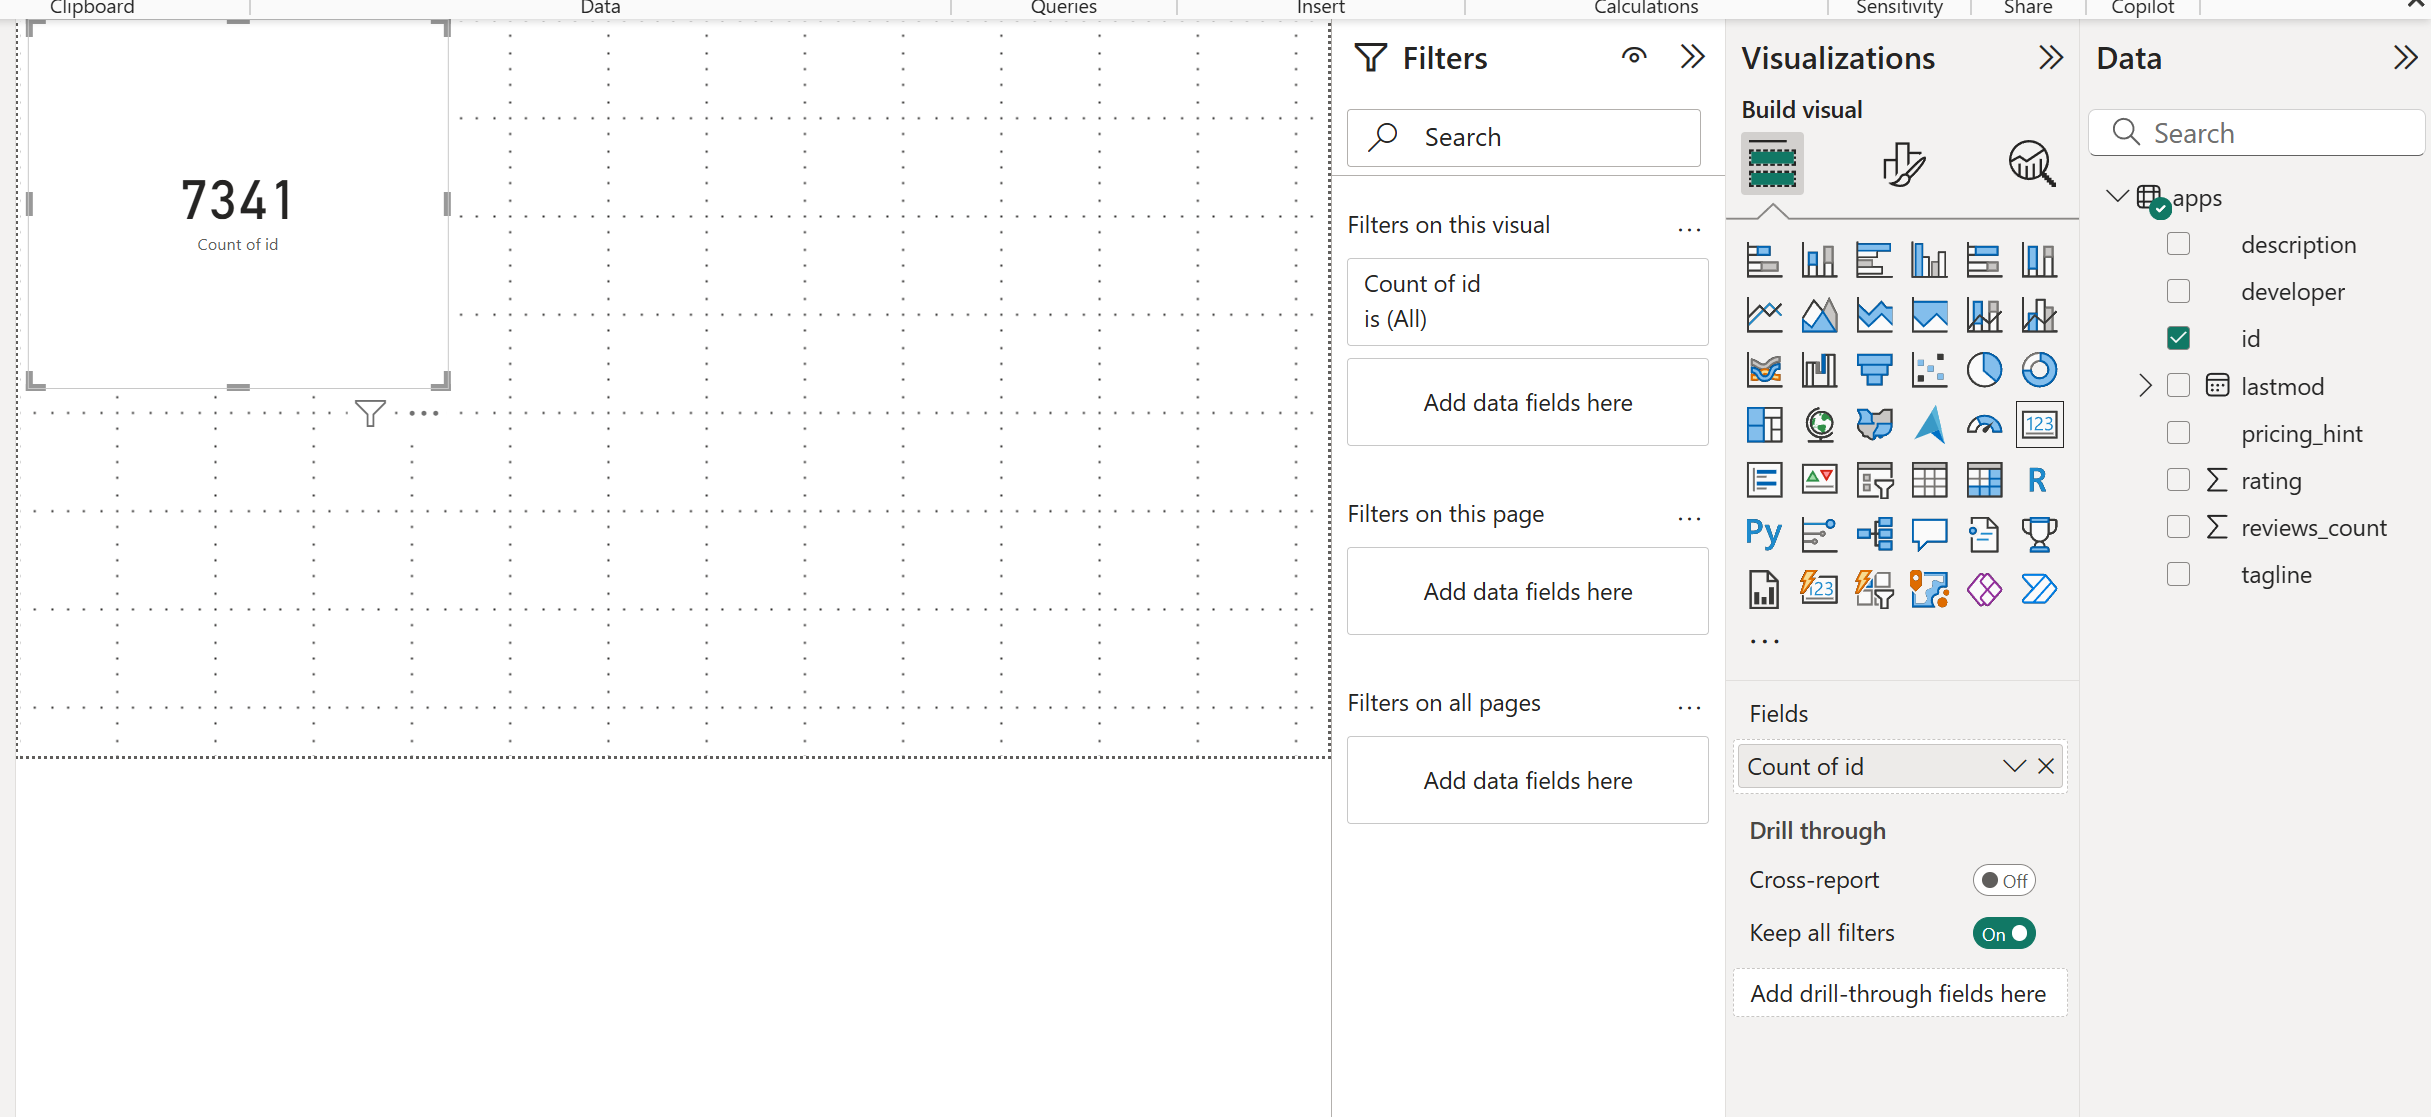 Clipboard
Data
Queries
Insert
Calculations
Sensitivity
Share
Copilot
7341
Count of id
Filters
Search
Filters on this visual
Count of id
is (All)
Add data fields here
Filters on this page
Add data fields here
Filters on all pages
Add data fields here
Visualizations
Build visual
123
R
Py
123
Fields
Count of id
Drill through
Cross-report
Off
Keep all filters
On
Add drill-through fields here
Data
Search
apps
description
developer
id
lastmod
pricing_hint
rating
reviews_count
tagline